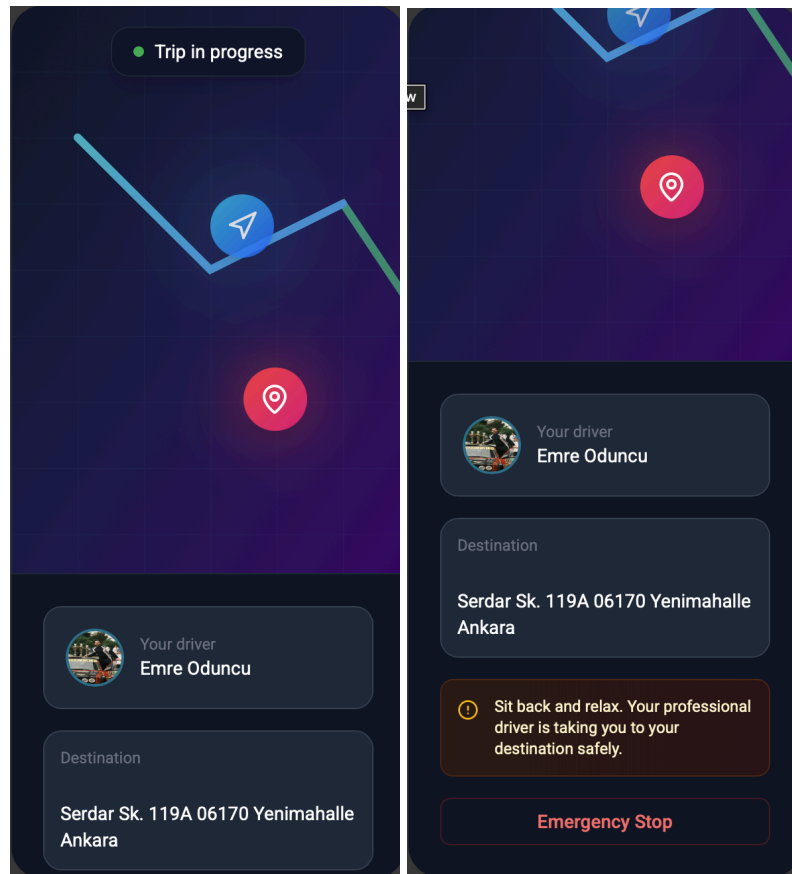 Trip in progress
Your driver
Emre Oduncu
Destination
Serdar Sk. 119A 06170 Yenimahalle
Ankara
w
Your driver
Emre Oduncu
Destination
Serdar Sk. 119A 06170 Yenimahalle
Ankara
Sit back and relax. Your professional
driver is taking you to your
destination safely.
Emergency Stop